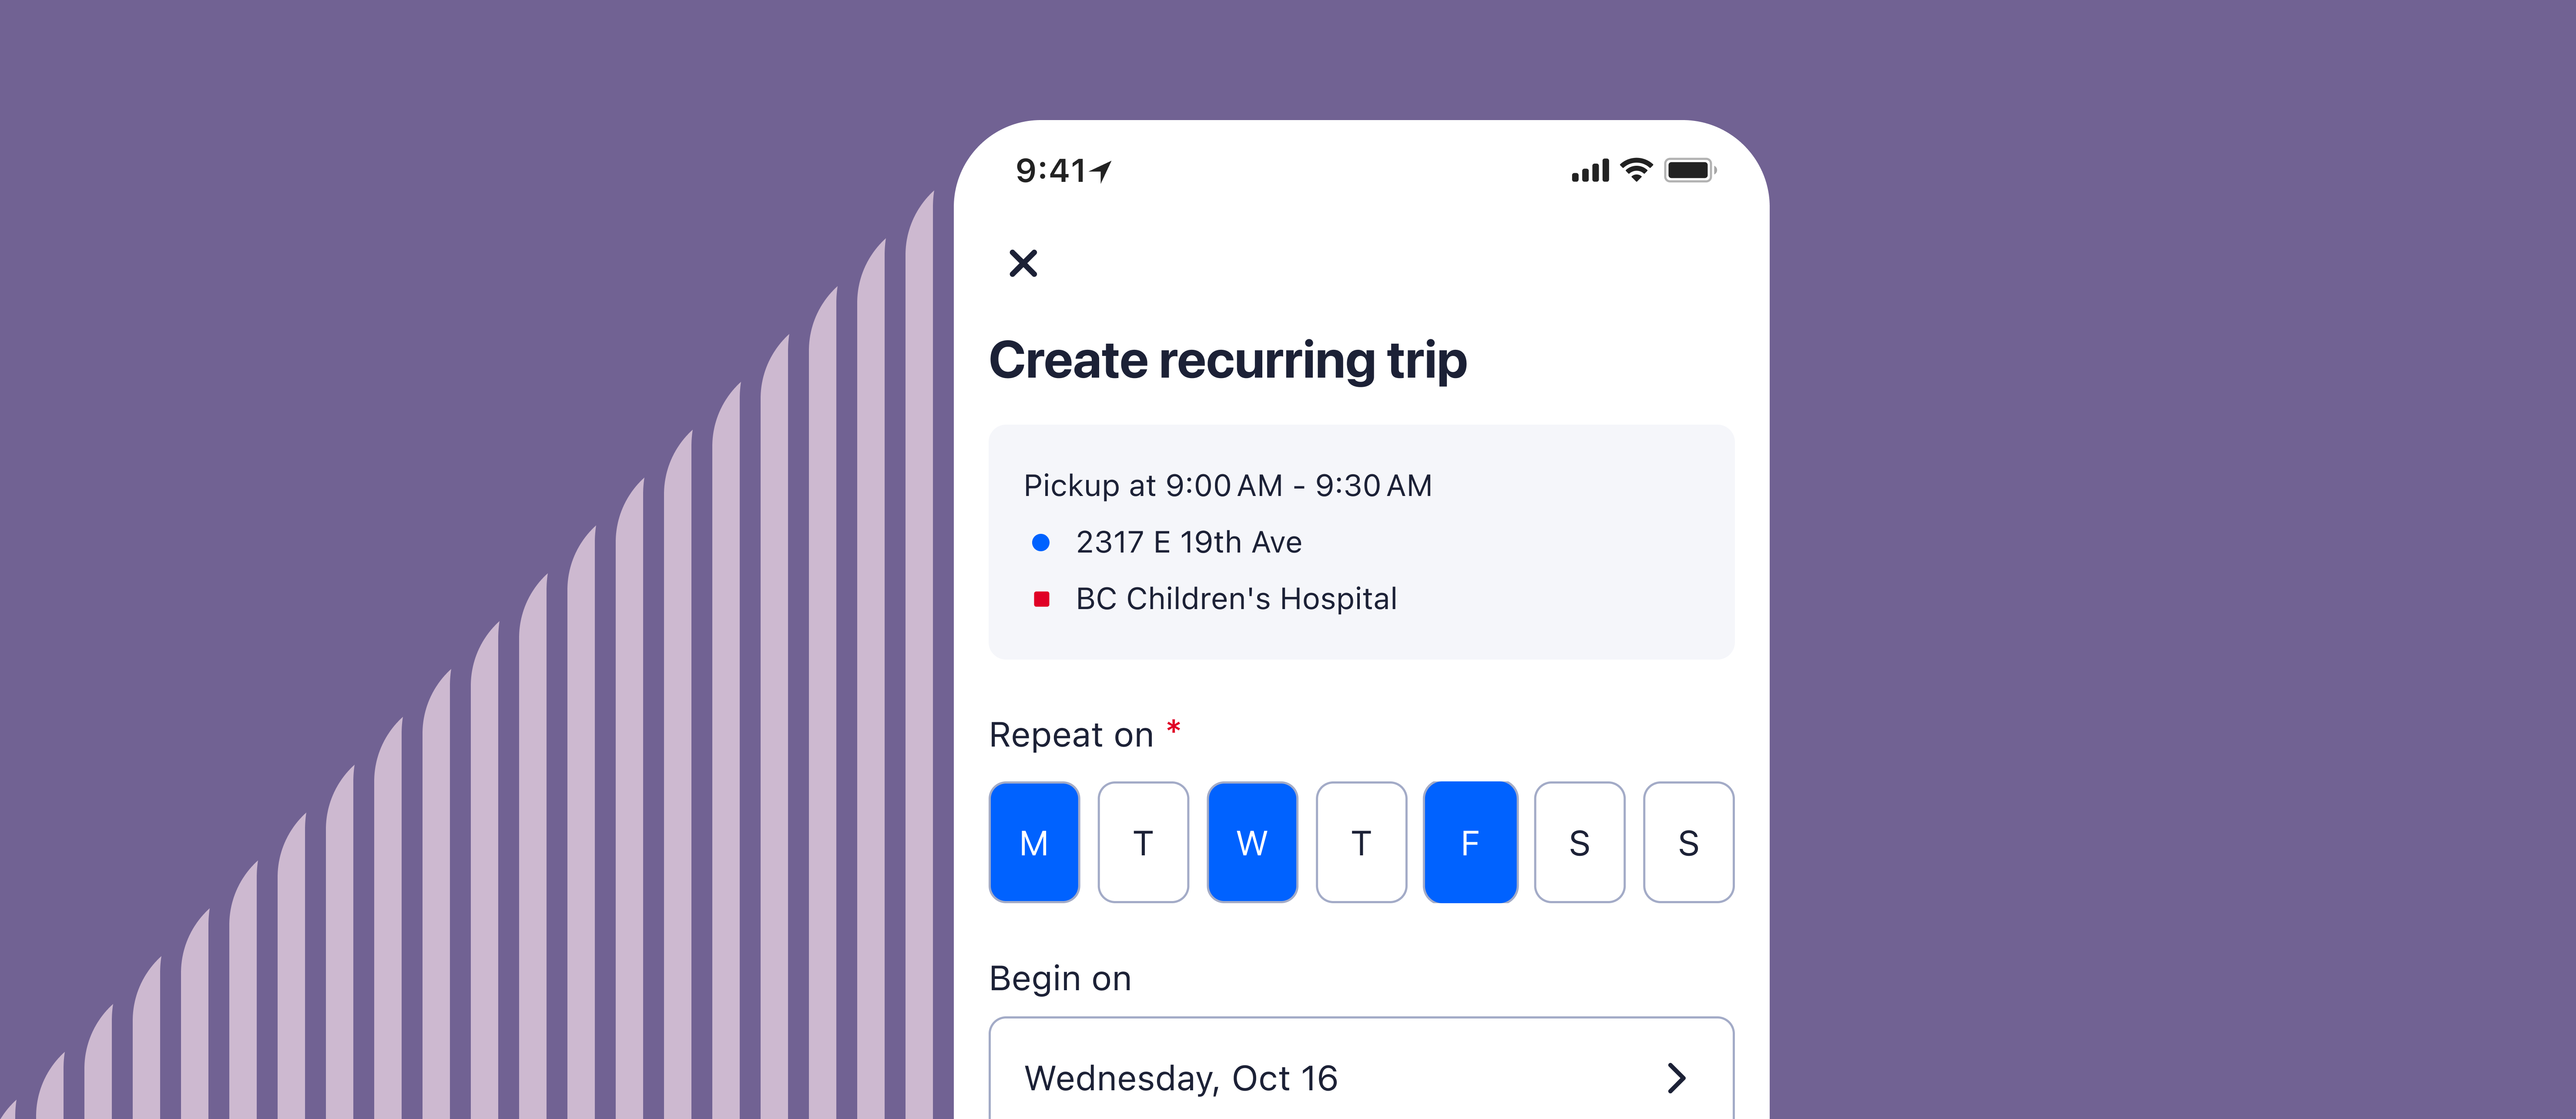 9:41
Create recurring trip
Pickup at 9:00 AM - 9:30 AM
2317 E 19th Ave
BC Children's Hospital
Repeat on *
M T W T F S S
Begin on
Wednesday, Oct 16